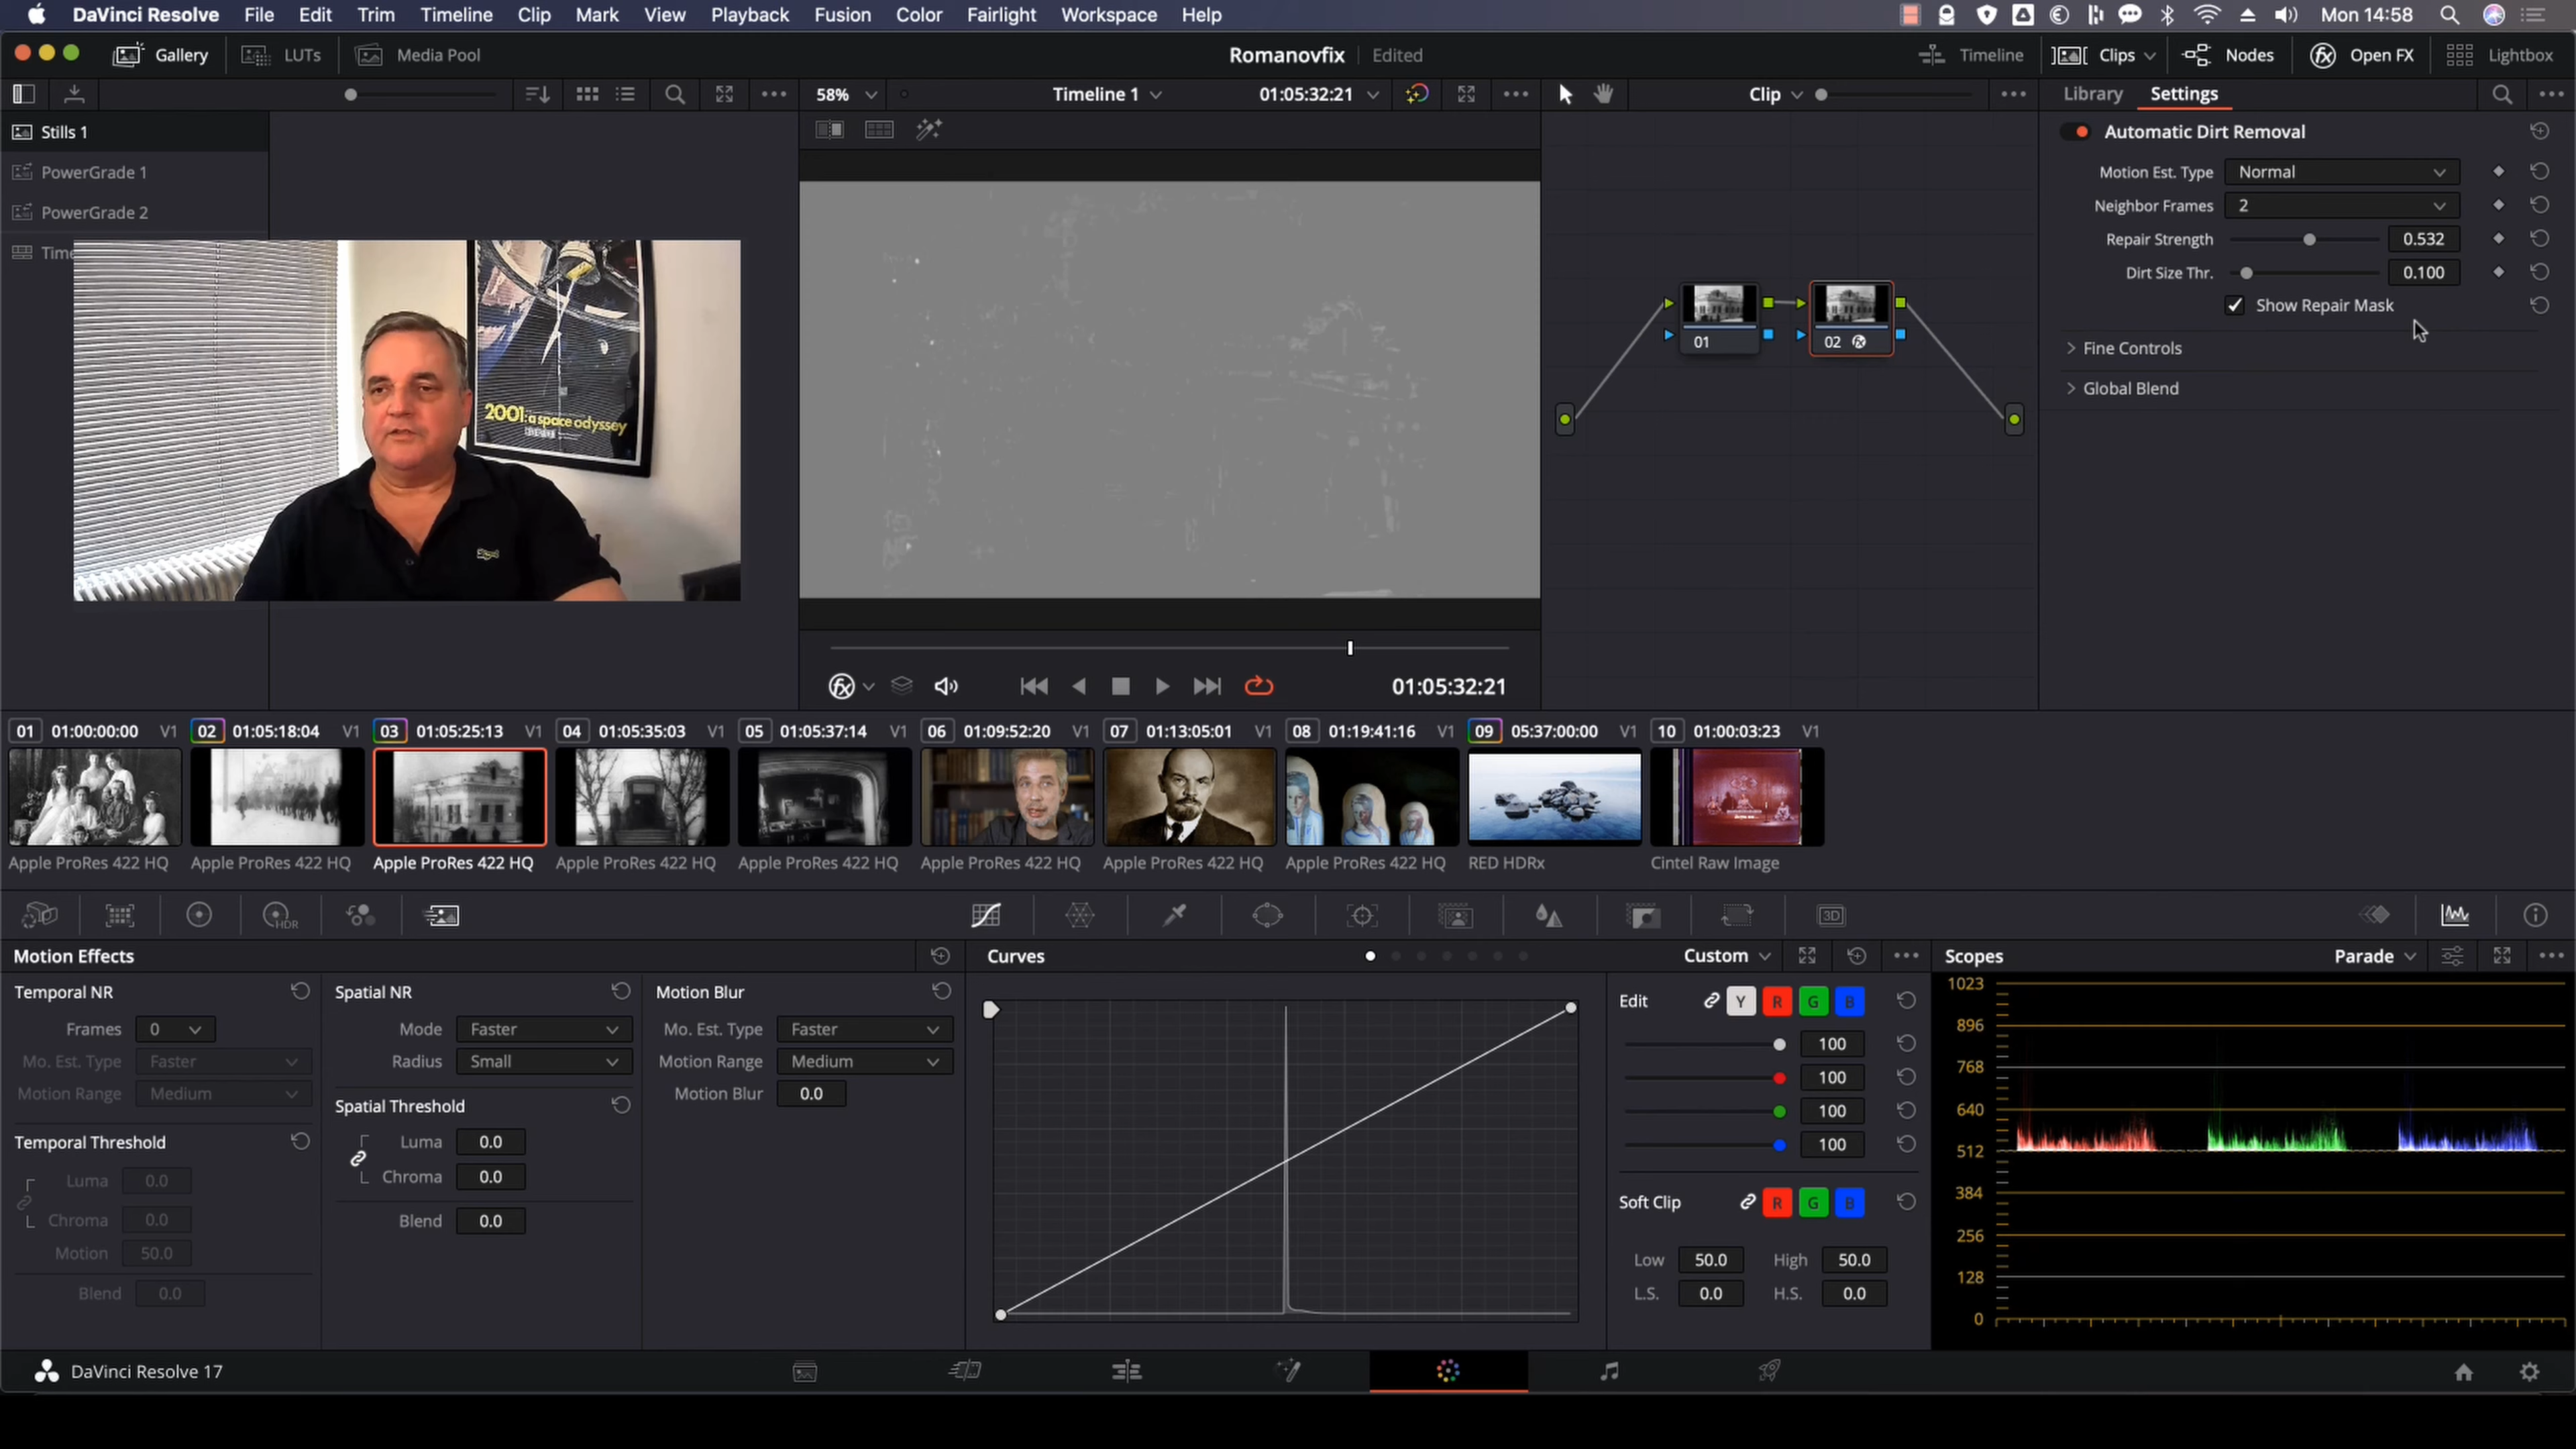 DaVinci Resolve File Edit Trim Timeline Clip Mark View Playback Fusion Color Fairlight Workspace Help Mon 14:58
Gallery LUTs Media Pool Romanovfix Edited Timeline Clips Nodes Open FX Lightbox
58% Timeline 1 01:05:32:21 Clip Library Settings
Stills 1
PowerGrade 1
PowerGrade 2
Time
2001: a space odyssey
Automatic Dirt Removal
Motion Est. Type Normal
Neighbor Frames 2
Repair Strength 0.532
Dirt Size Thr. 0.100
Show Repair Mask
Fine Controls
Global Blend
01 02
01:05:32:21
01 01:00:00:00 V1 02 01:05:18:04 V1 03 01:05:25:13 V1 04 01:05:35:03 V1 05 01:05:37:14 V1 06 01:09:52:20 V1 07 01:13:05:01 V1 08 01:19:41:16 V1 09 05:37:00:00 V1 10 01:00:03:23 V1
Apple ProRes 422 HQ Apple ProRes 422 HQ Apple ProRes 422 HQ Apple ProRes 422 HQ Apple ProRes 422 HQ Apple ProRes 422 HQ Apple ProRes 422 HQ Apple ProRes 422 HQ RED HDRx Cintel Raw Image
HDR 3D
Motion Effects
Temporal NR
Frames 0
Mo. Est. Type Faster
Motion Range Medium
Temporal Threshold
Luma 0.0
Chroma 0.0
Motion 50.0
Blend 0.0
Spatial NR
Mode Faster
Radius Small
Spatial Threshold
Luma 0.0
Chroma 0.0
Blend 0.0
Motion Blur
Mo. Est. Type Faster
Motion Range Medium
Motion Blur 0.0
Curves Custom
Edit Y R G B
100
100
100
100
Soft Clip R G B
Low 50.0 High 50.0
L.S. 0.0 H.S. 0.0
Scopes Parade
1023
896
768
640
512
384
256
128
0
DaVinci Resolve 17